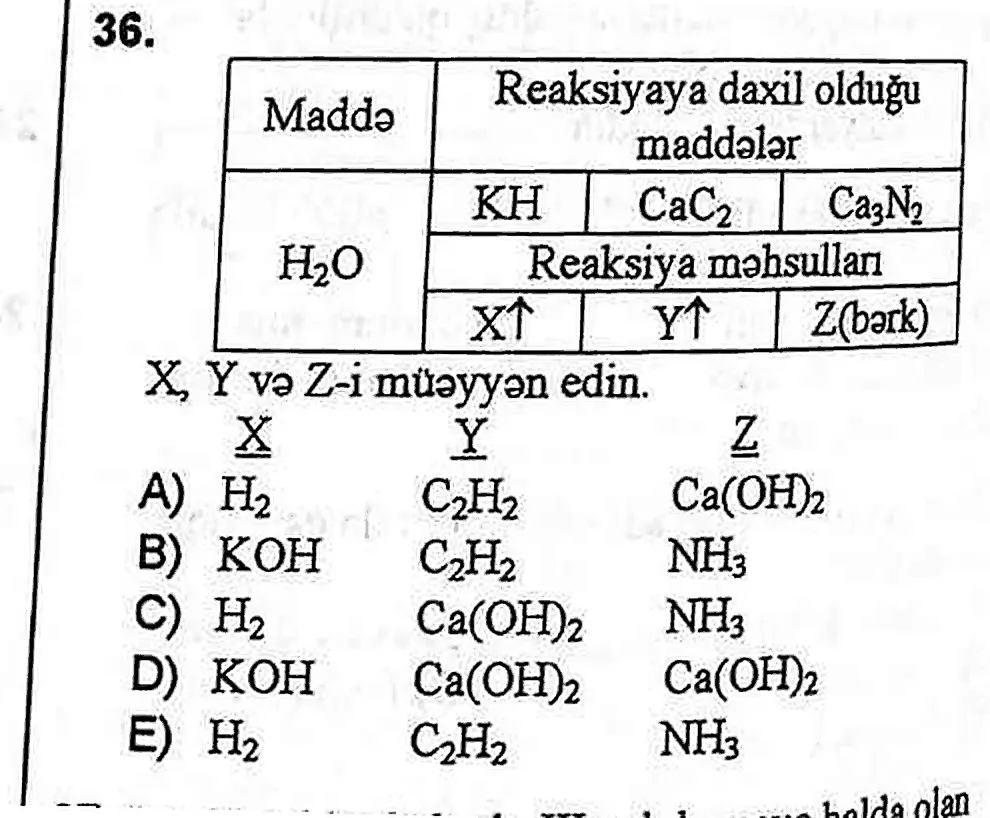 36.
Maddə
Reaksiyaya daxil olduğu
maddələr
KH CaC₂ Ca₃N₂
H₂O
Reaksiya məhsulları
X↑ Y↑ Z(bərk)
X, Y və Z-i müəyyən edin.
X Y Z
A) H₂ C₂H₂ Ca(OH)₂
B) KOH C₂H₂ NH₃
C) H₂ Ca(OH)₂ NH₃
D) KOH Ca(OH)₂ Ca(OH)₂
E) H₂ C₂H₂ NH₃
halda olan